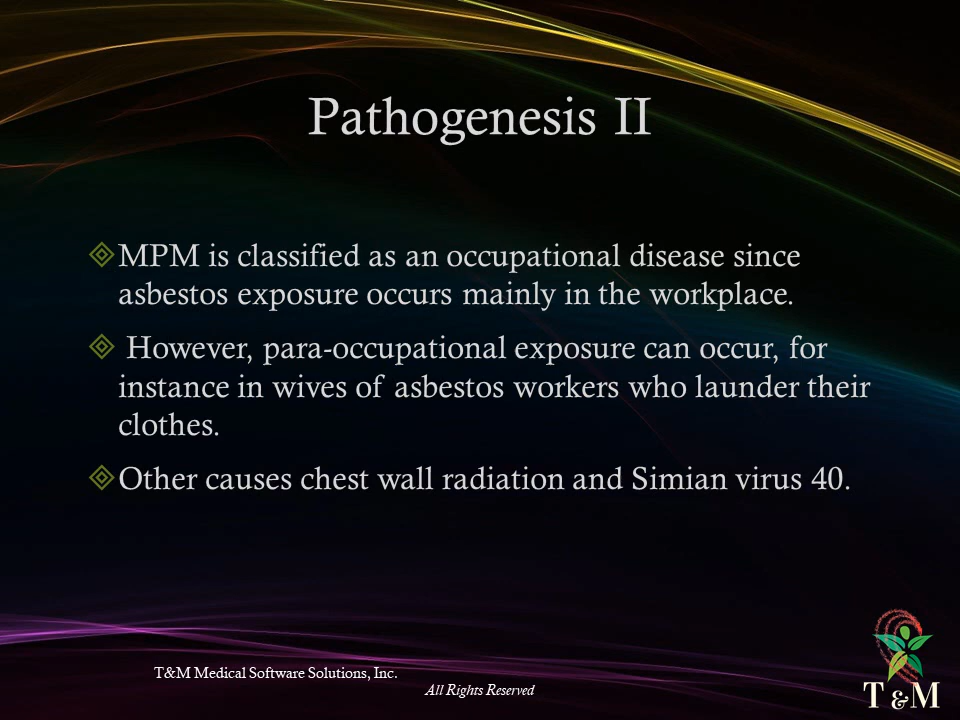 Pathogenesis II
MPM is classified as an occupational disease since
asbestos exposure occurs mainly in the workplace.
However, para-occupational exposure can occur, for
instance in wives of asbestos workers who launder their
clothes.
Other causes chest wall radiation and Simian virus 40.
T&M Medical Software Solutions, Inc.
All Rights Reserved
T & M